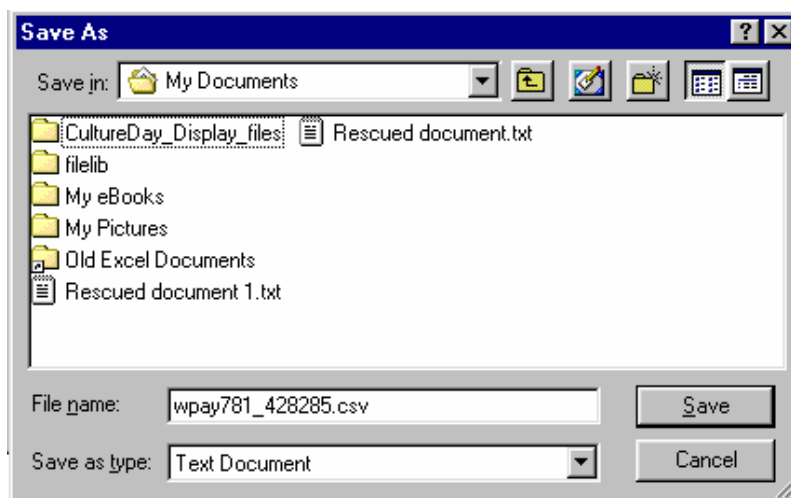 Save As
Save in: My Documents
CultureDay_Display_files Rescued document.txt
filelib
My eBooks
My Pictures
Old Excel Documents
Rescued document 1.txt
File name: wpay781_428285.csv Save
Save as type: Text Document Cancel